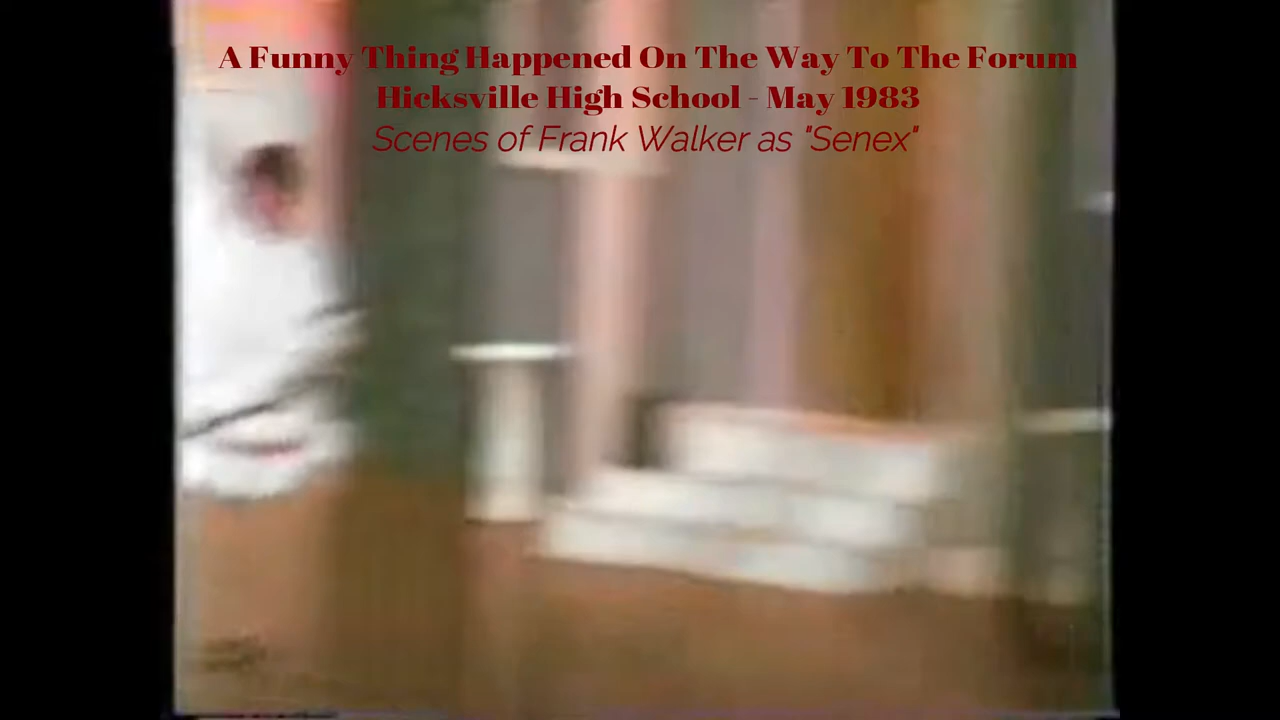 A Funny Thing Happened On The Way To The Forum
Hicksville High School - May 1983
Scenes of Frank Walker as "Senex"